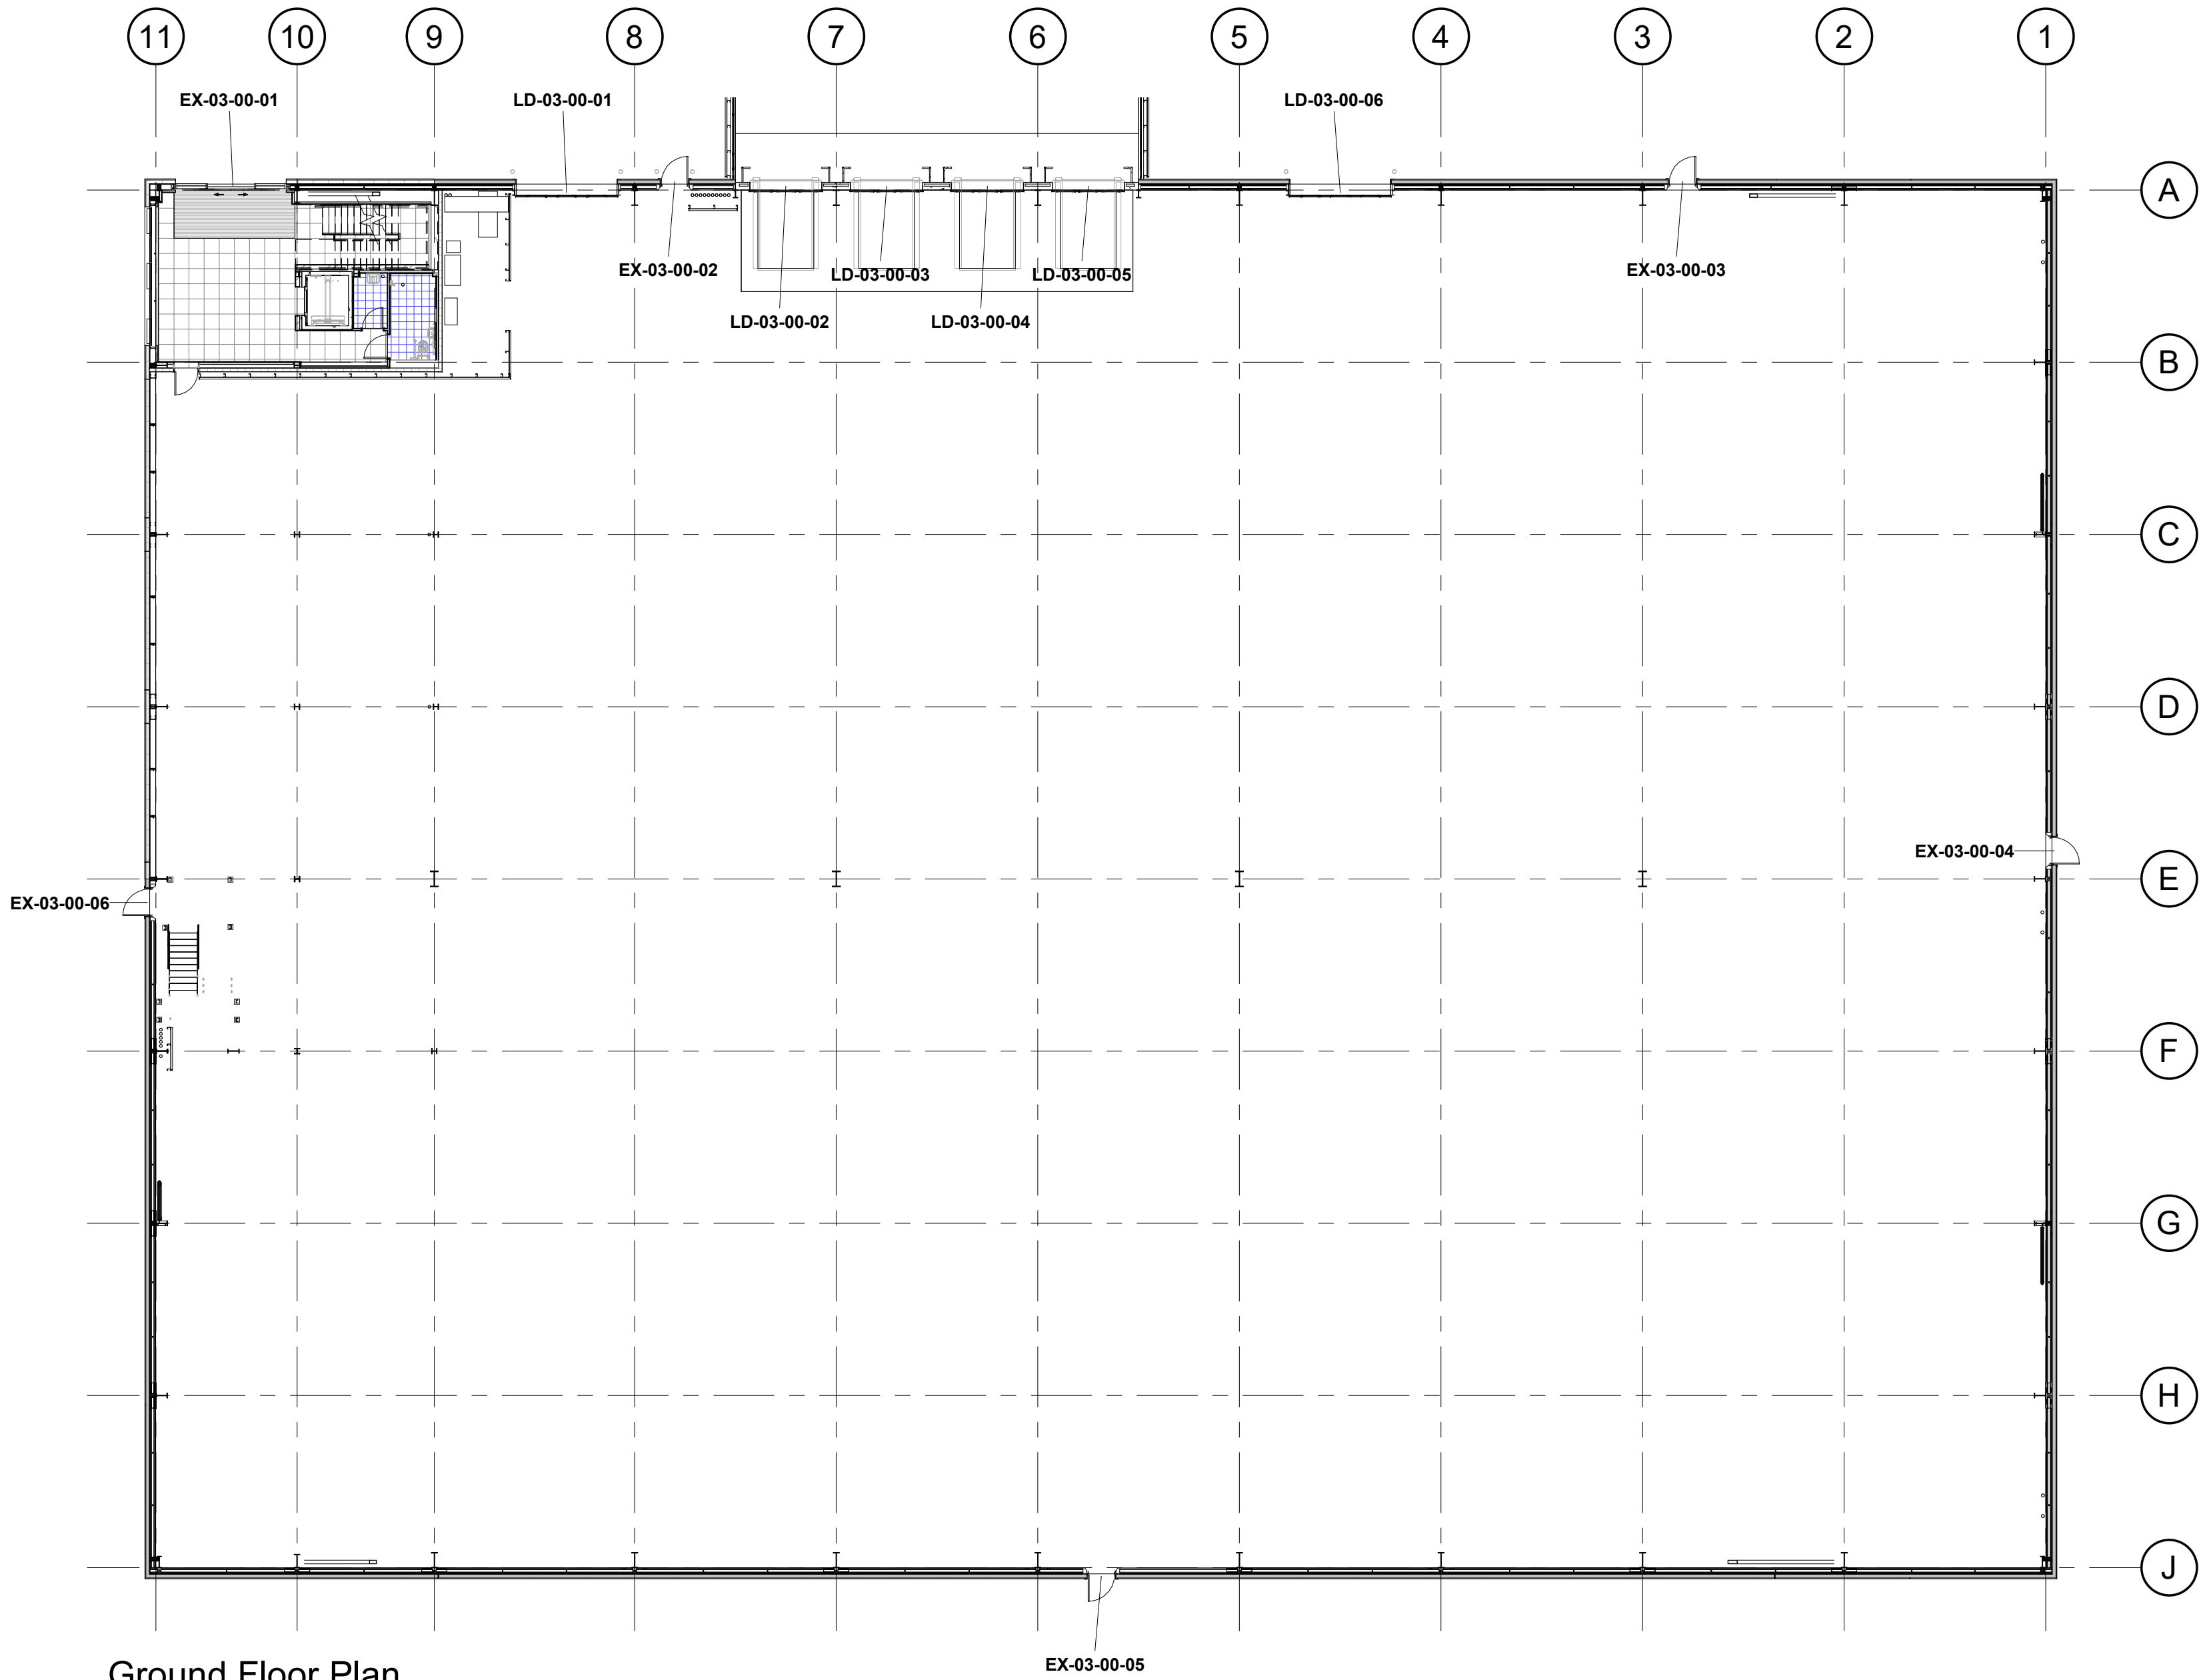 11 10 9 8 7 6 5 4 3 2 1
EX-03-00-01 LD-03-00-01 LD-03-00-06
A
EX-03-00-02 LD-03-00-03 LD-03-00-05 EX-03-00-03
LD-03-00-02 LD-03-00-04
B
C
D
EX-03-00-04
E
EX-03-00-06
F
G
H
J
EX-03-00-05
Ground Floor Plan